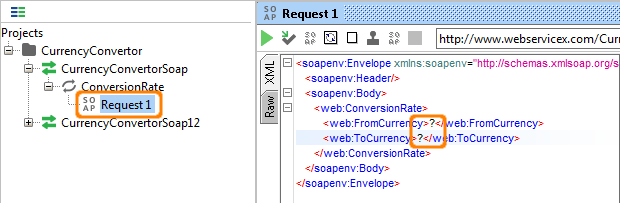 SO AP Request 1
Projects
CurrencyConvertor
CurrencyConvertorSoap
ConversionRate
SO AP Request 1
CurrencyConvertorSoap12
http://www.webservicex.com/Cur
XML
Raw
<soapenv:Envelope xmlns:soapenv="http://schemas.xmlsoap.org/s
<soapenv:Header/>
<soapenv:Body>
<web:ConversionRate>
<web:FromCurrency>?</web:FromCurrency>
<web:ToCurrency>?</web:ToCurrency>
</web:ConversionRate>
</soapenv:Body>
</soapenv:Envelope>